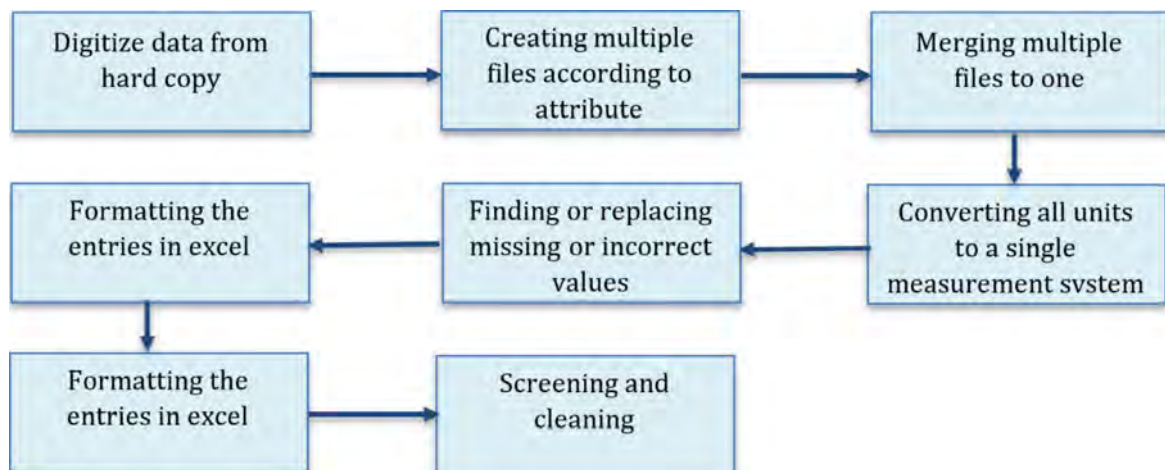 Digitize data from
hard copy
Creating multiple
files according to
attribute
Merging multiple
files to one
Converting all units
to a single
measurement system
Finding or replacing
missing or incorrect
values
Formatting the
entries in excel
Formatting the
entries in excel
Screening and
cleaning